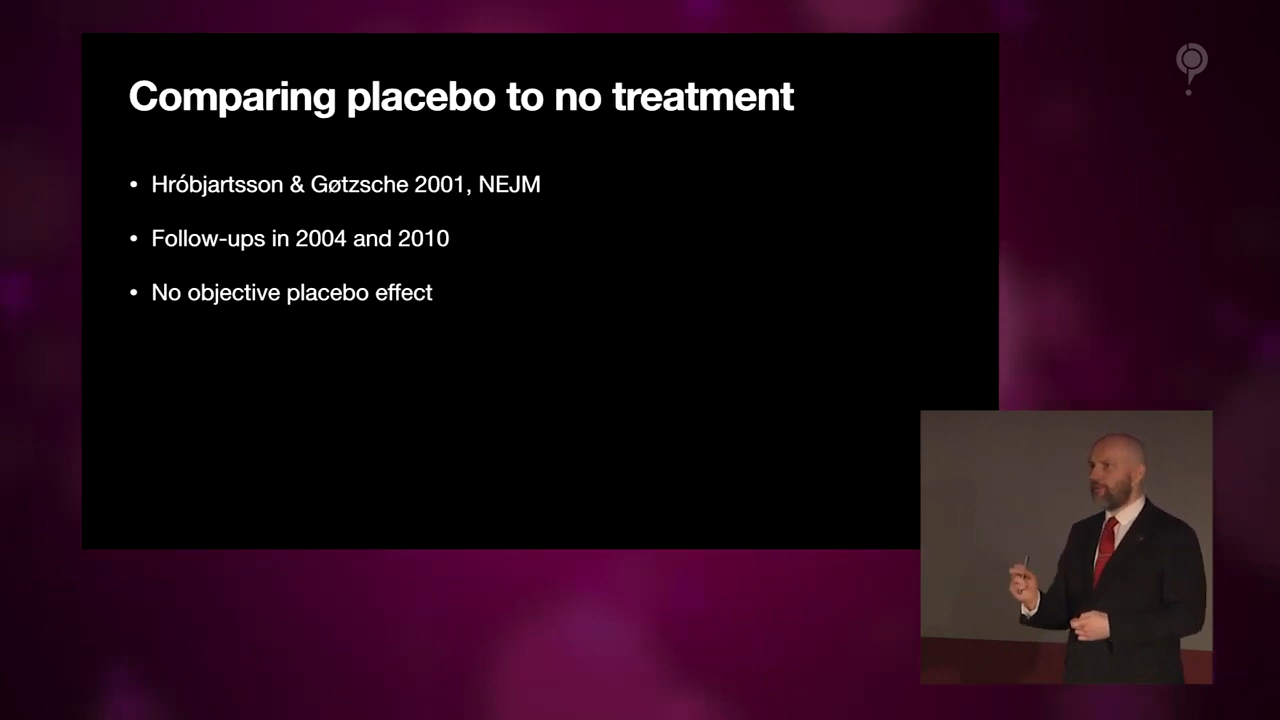 Comparing placebo to no treatment
• Hróbjartsson & Gøtzsche 2001, NEJM
• Follow-ups in 2004 and 2010
• No objective placebo effect